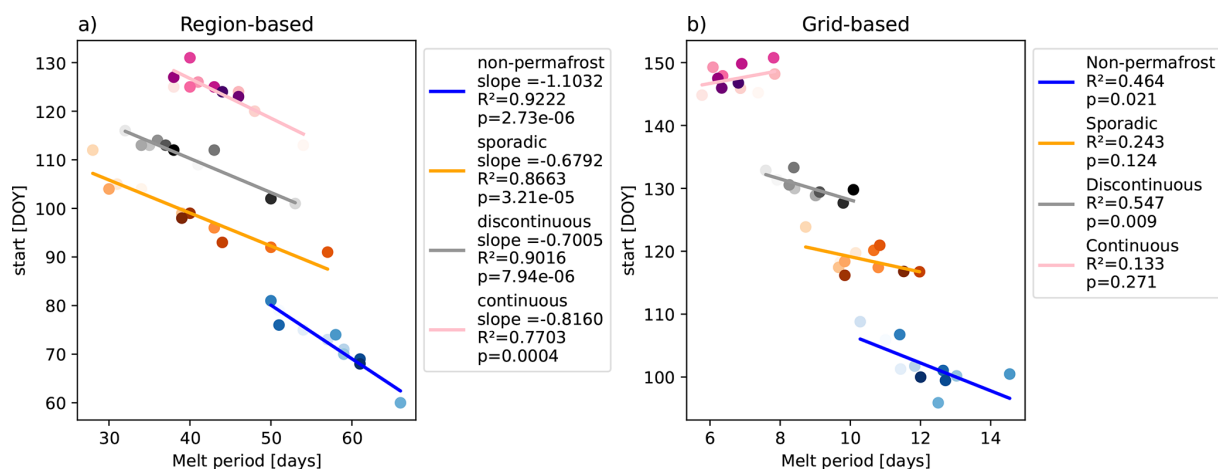 a)
Region-based
130
120
110
100
90
80
70
60
start [DOY]
30
40
50
60
Melt period [days]
non-permafrost
slope =-1.1032
R²=0.9222
p=2.73e-06
sporadic
slope =-0.6792
R²=0.8663
p=3.21e-05
discontinuous
slope =-0.7005
R²=0.9016
p=7.94e-06
continuous
slope =-0.8160
R²=0.7703
p=0.0004
b)
Grid-based
150
140
130
120
110
100
start [DOY]
6
8
10
12
14
Melt period [days]
Non-permafrost
R²=0.464
p=0.021
Sporadic
R²=0.243
p=0.124
Discontinuous
R²=0.547
p=0.009
Continuous
R²=0.133
p=0.271